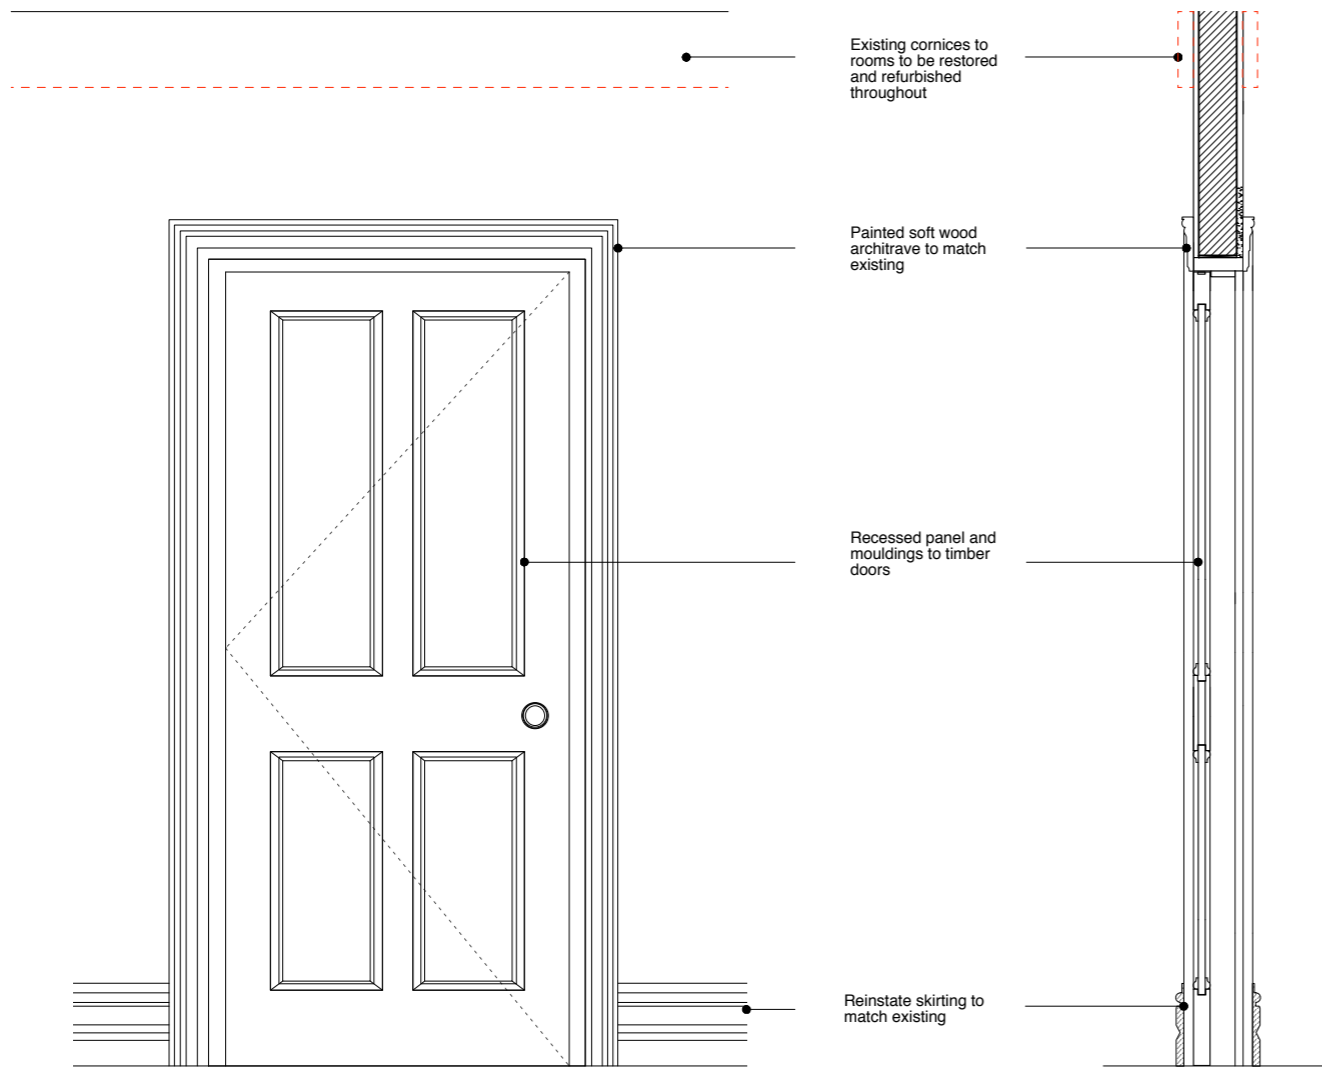 Existing cornices to
rooms to be restored
and refurbished
throughout
Painted soft wood
architrave to match
existing
Recessed panel and
mouldings to timber
doors
Reinstate skirting to
match existing